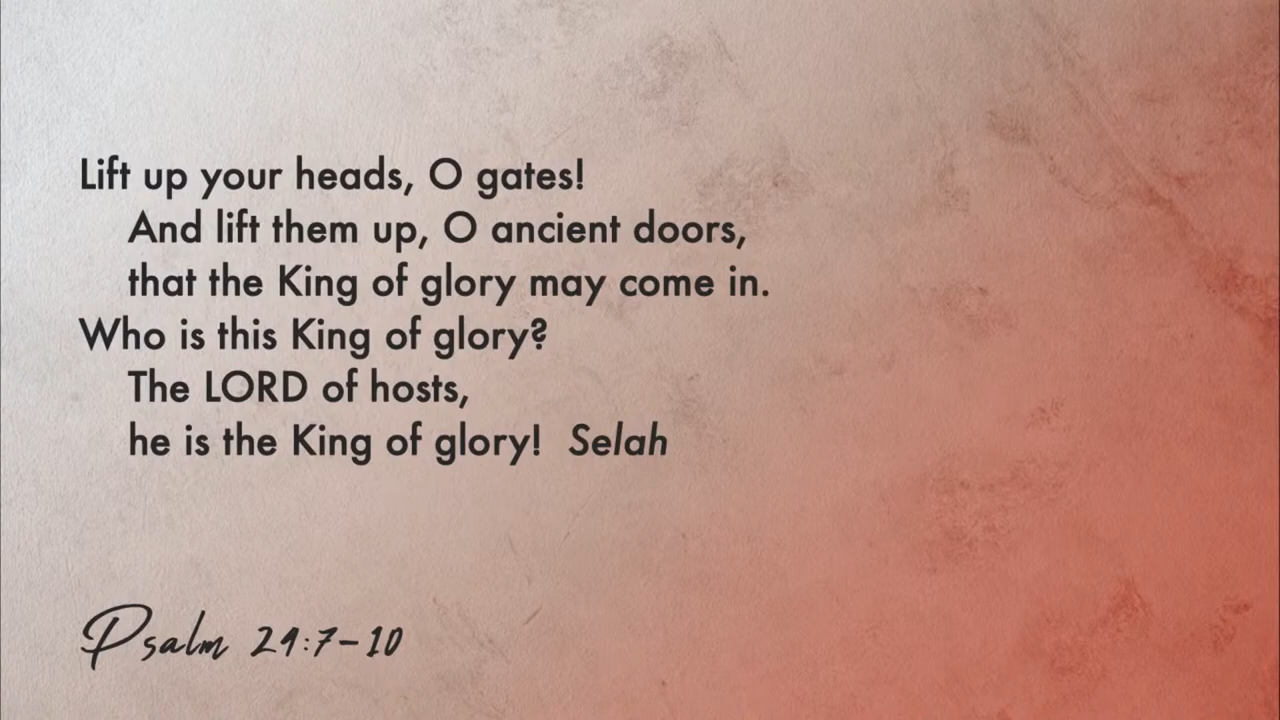 Lift up your heads, O gates!
And lift them up, O ancient doors,
that the King of glory may come in.
Who is this King of glory?
The LORD of hosts,
he is the King of glory! Selah
Psalm 24:7-10